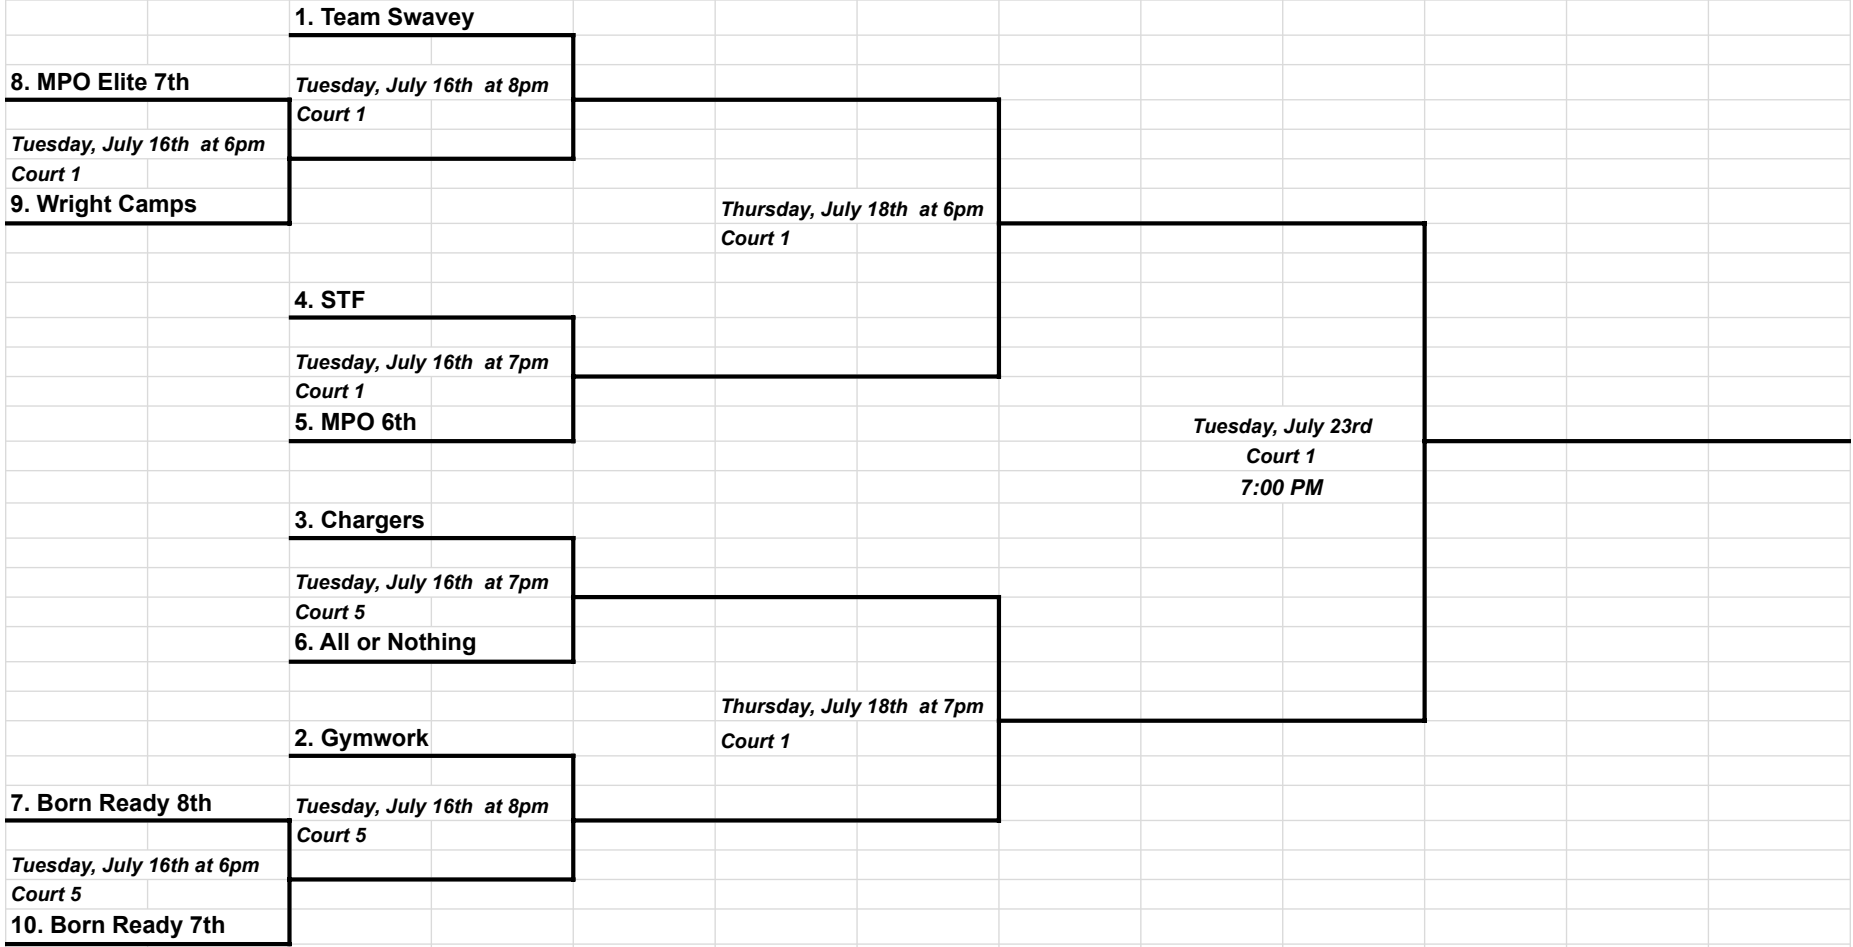 1. Team Swavey
8. MPO Elite 7th
Tuesday, July 16th at 8pm
Court 1
Tuesday, July 16th at 6pm
Court 1
9. Wright Camps
Thursday, July 18th at 6pm
Court 1
4. STF
Tuesday, July 16th at 7pm
Court 1
5. MPO 6th
Tuesday, July 23rd
Court 1
7:00 PM
3. Chargers
Tuesday, July 16th at 7pm
Court 5
6. All or Nothing
Thursday, July 18th at 7pm
Court 1
2. Gymwork
7. Born Ready 8th
Tuesday, July 16th at 8pm
Court 5
Tuesday, July 16th at 6pm
Court 5
10. Born Ready 7th